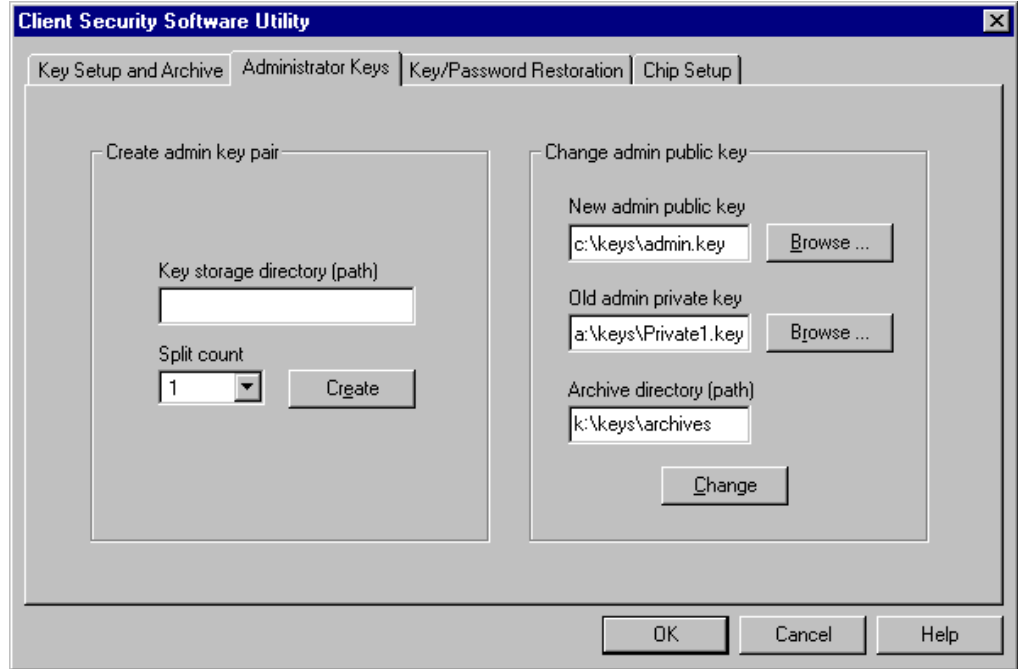 Client Security Software Utility
Key Setup and Archive
Administrator Keys
Key/Password Restoration
Chip Setup
Create admin key pair
Key storage directory (path)
Split count
1
Create
Change admin public key
New admin public key
c:\keys\admin.key
Browse ...
Old admin private key
a:\keys\Private1.key
Browse ...
Archive directory (path)
k:\keys\archives
Change
OK
Cancel
Help